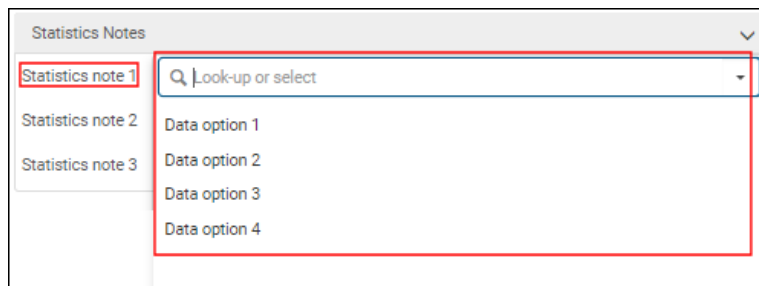 Statistics Notes
Statistics note 1
Look-up or select
Statistics note 2
Statistics note 3
Data option 1
Data option 2
Data option 3
Data option 4